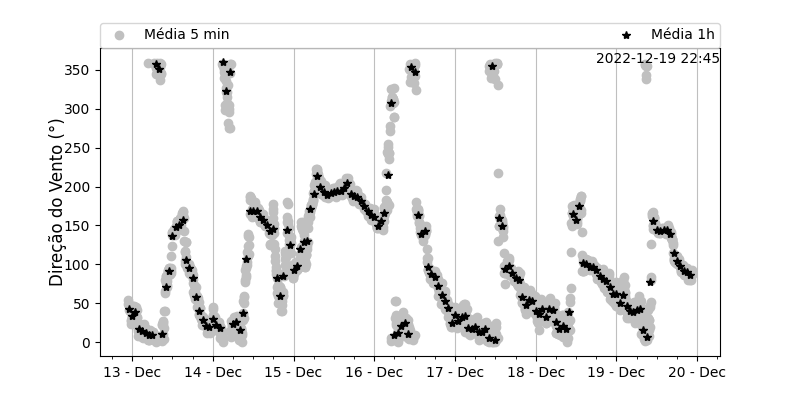 Média 5 min
Média 1h
2022-12-19 22:45
Direção do Vento (°)
350
300
250
200
150
100
50
0
13 - Dec
14 - Dec
15 - Dec
16 - Dec
17 - Dec
18 - Dec
19 - Dec
20 - Dec